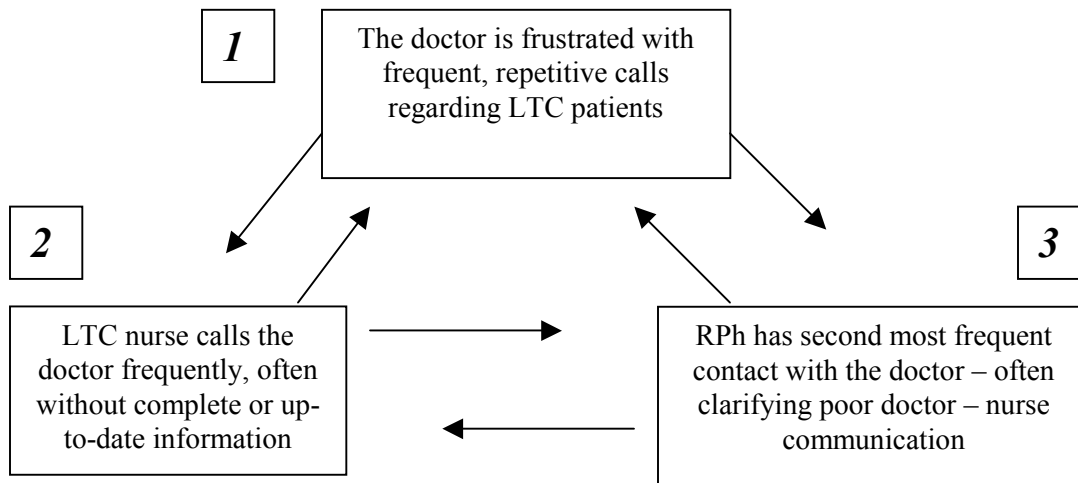 1
The doctor is frustrated with
frequent, repetitive calls
regarding LTC patients
2
LTC nurse calls the
doctor frequently, often
without complete or up-
to-date information
3
RPh has second most frequent
contact with the doctor – often
clarifying poor doctor – nurse
communication